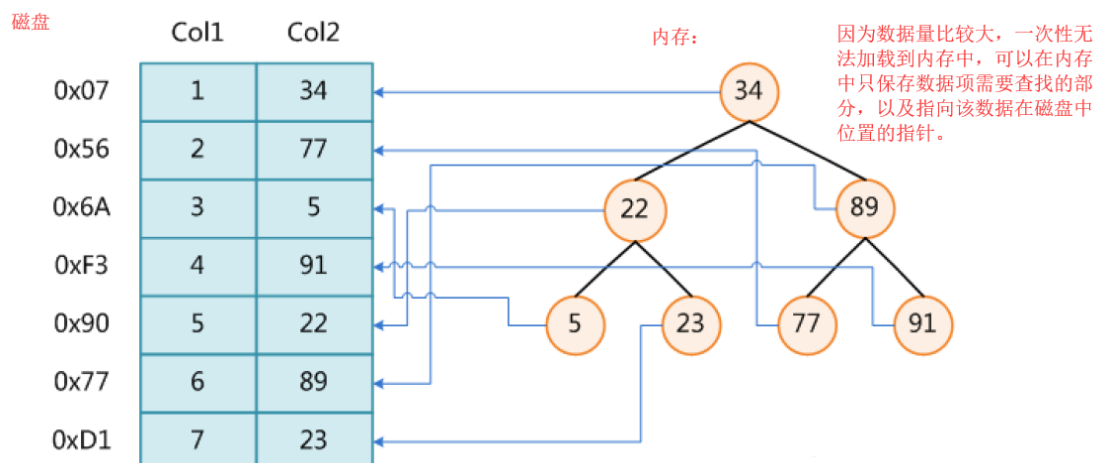 磁盘
Col1 Col2
内存：
因为数据量比较大，一次性无
法加载到内存中，可以在内存
中只保存数据项需要查找的部
分，以及指向该数据在磁盘中
位置的指针。
0x07 1 34
0x56 2 77
0x6A 3 5
0xF3 4 91
0x90 5 22
0x77 6 89
0xD1 7 23
34
22 89
5 23 77 91